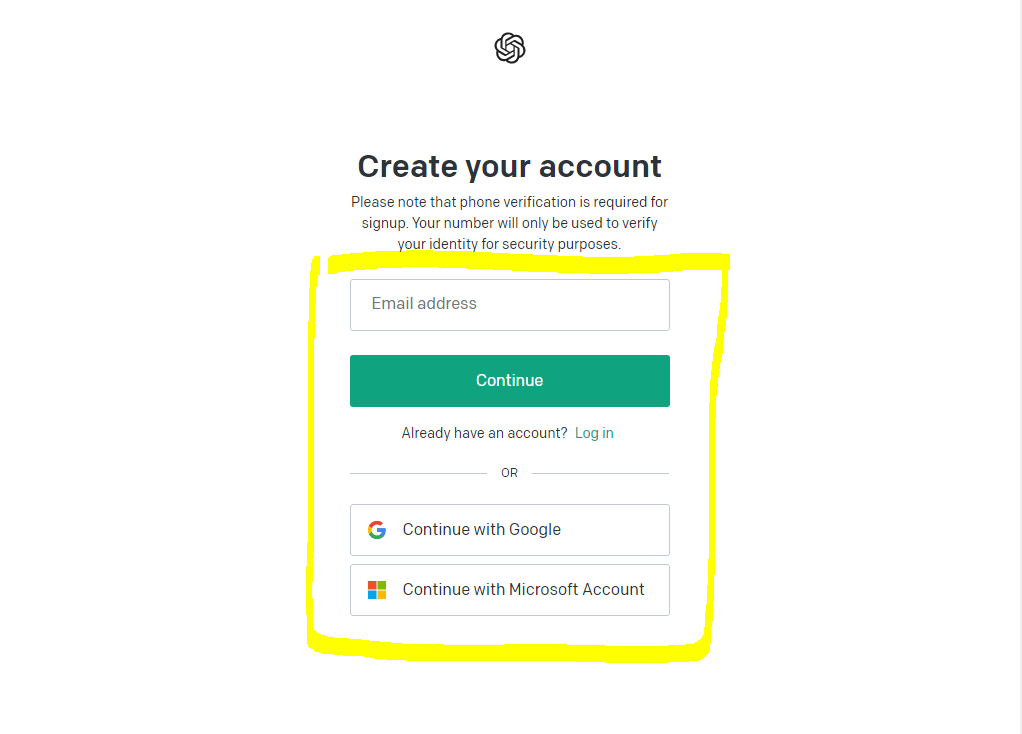 Create your account
Please note that phone verification is required for
signup. Your number will only be used to verify
your identity for security purposes.
Email address
Continue
Already have an account? Log in
OR
Continue with Google
Continue with Microsoft Account